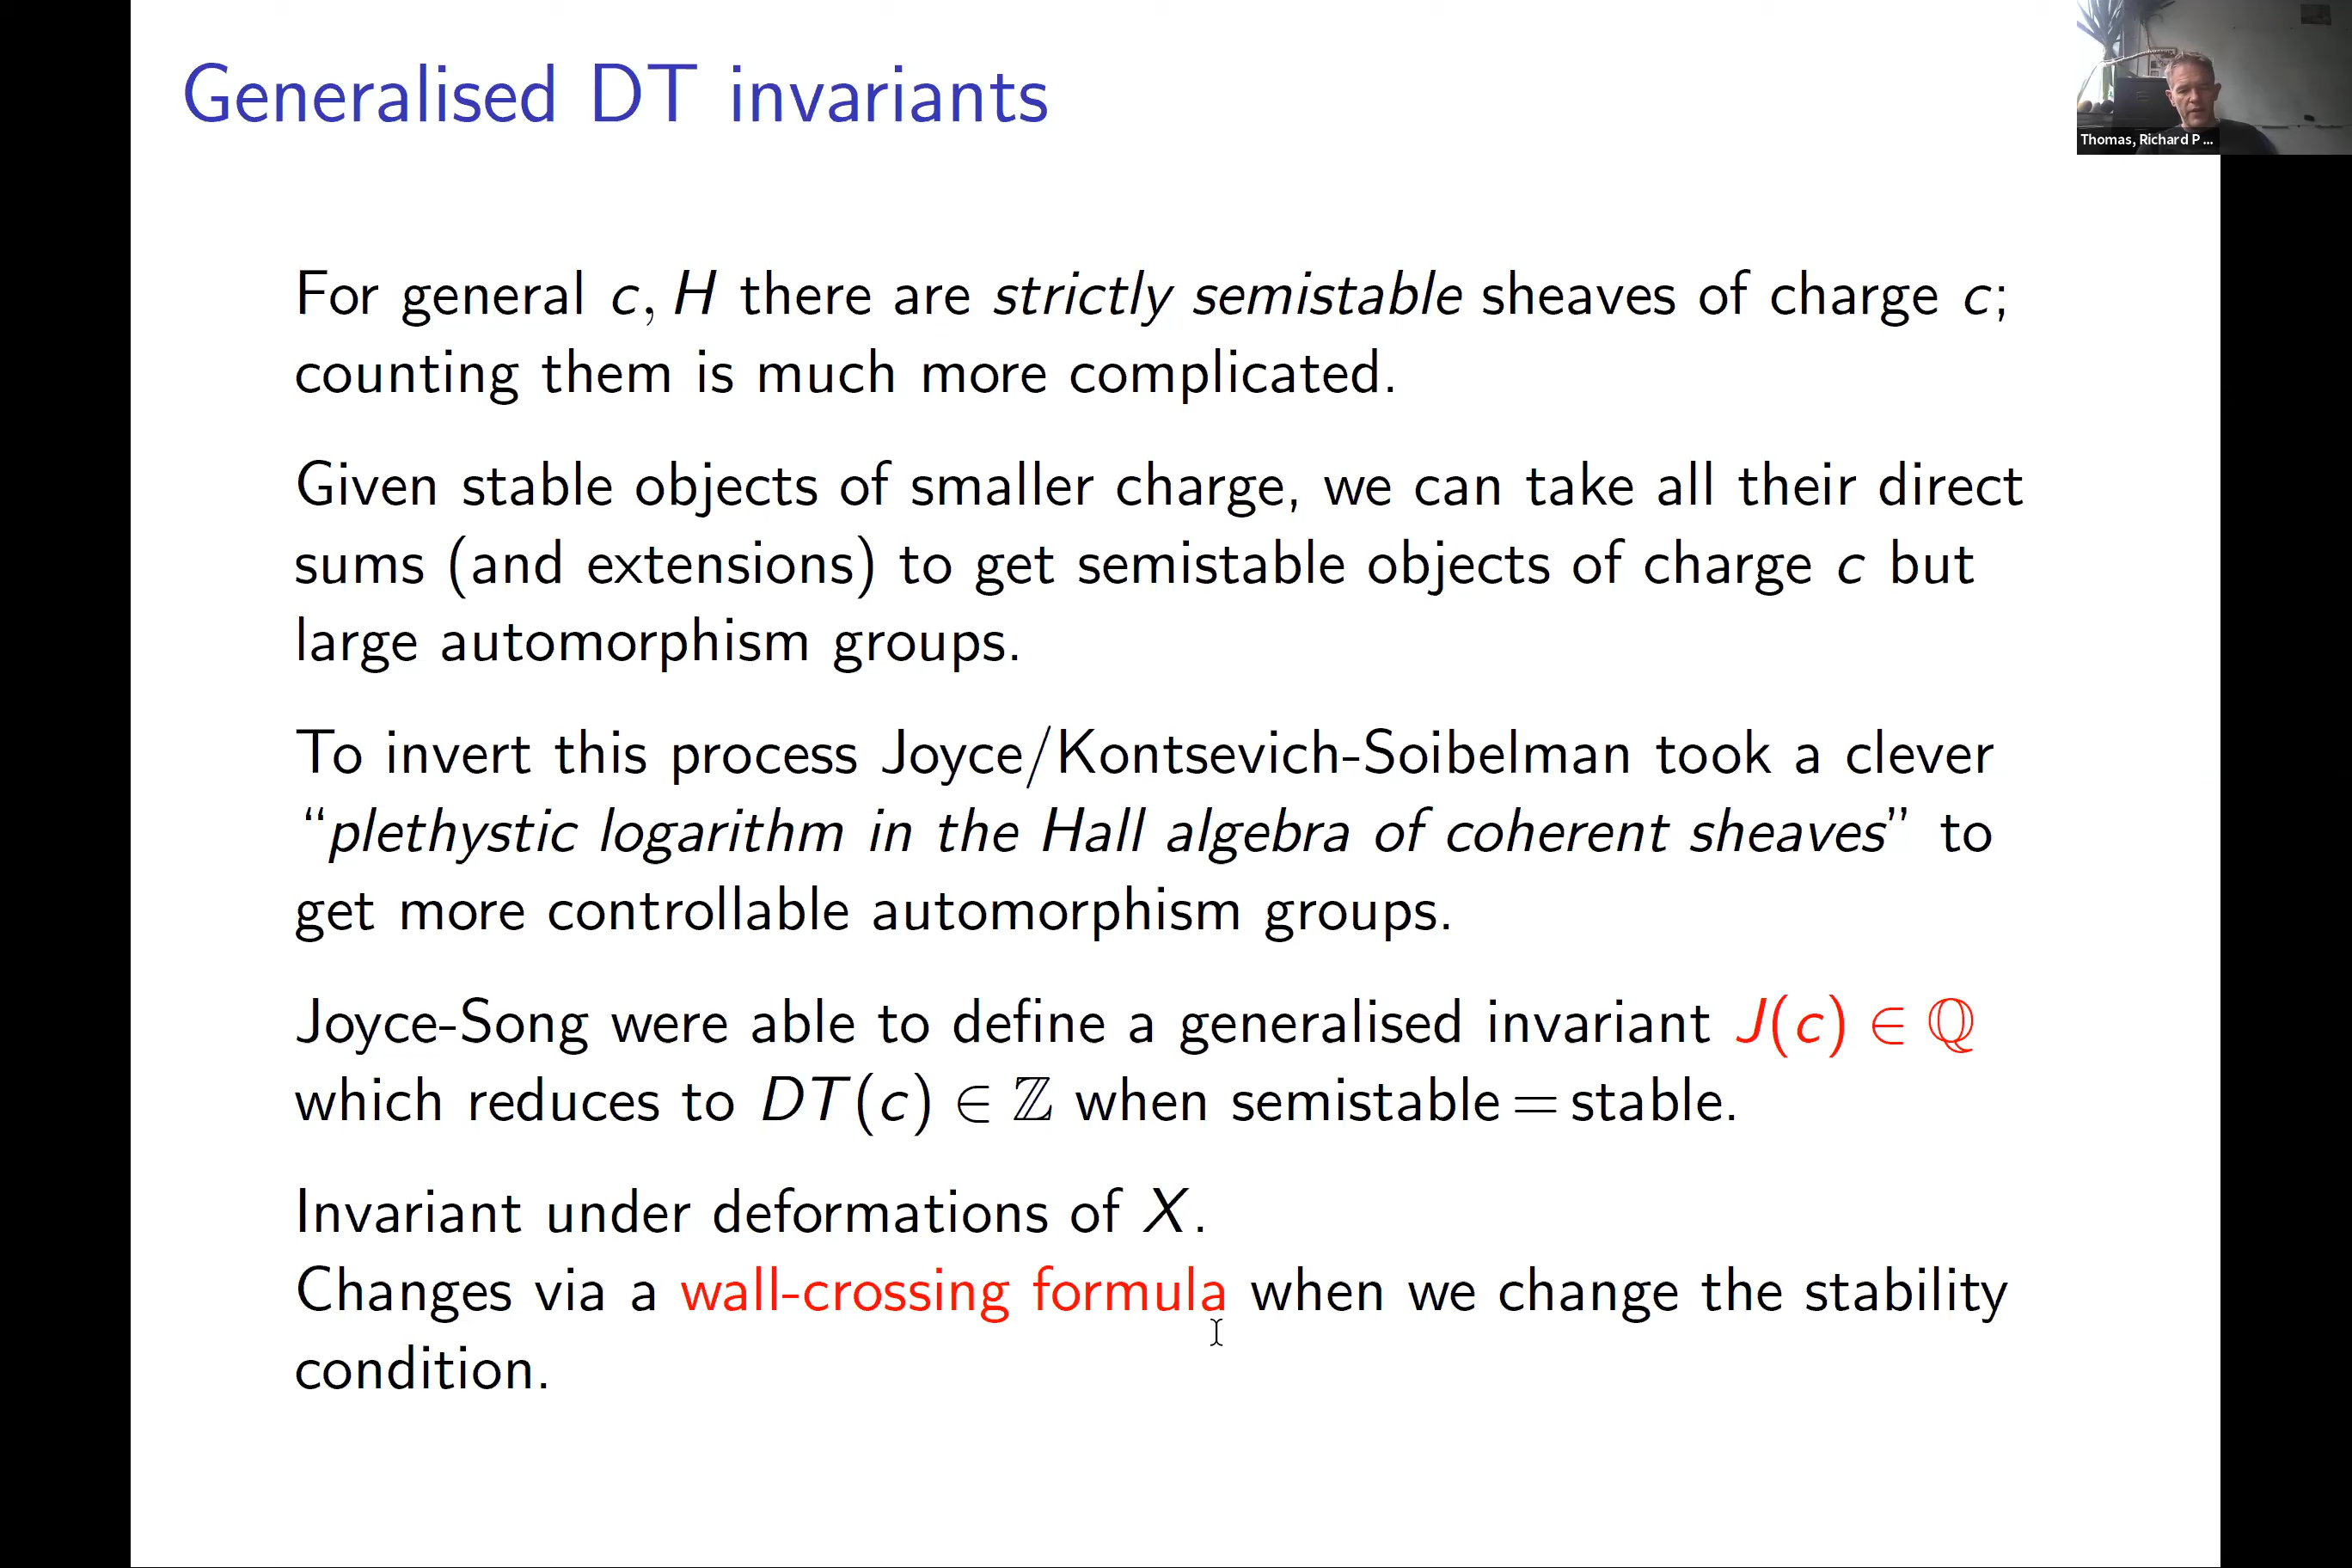 Generalised DT invariants
Thomas, Richard P ...
For general c, H there are strictly semistable sheaves of charge c;
counting them is much more complicated.
Given stable objects of smaller charge, we can take all their direct
sums (and extensions) to get semistable objects of charge c but
large automorphism groups.
To invert this process Joyce/Kontsevich-Soibelman took a clever
“plethystic logarithm in the Hall algebra of coherent sheaves” to
get more controllable automorphism groups.
Joyce-Song were able to define a generalised invariant J(c) ∈ ℚ
which reduces to DT(c) ∈ ℤ when semistable = stable.
Invariant under deformations of X.
Changes via a wall-crossing formula when we change the stability
condition.